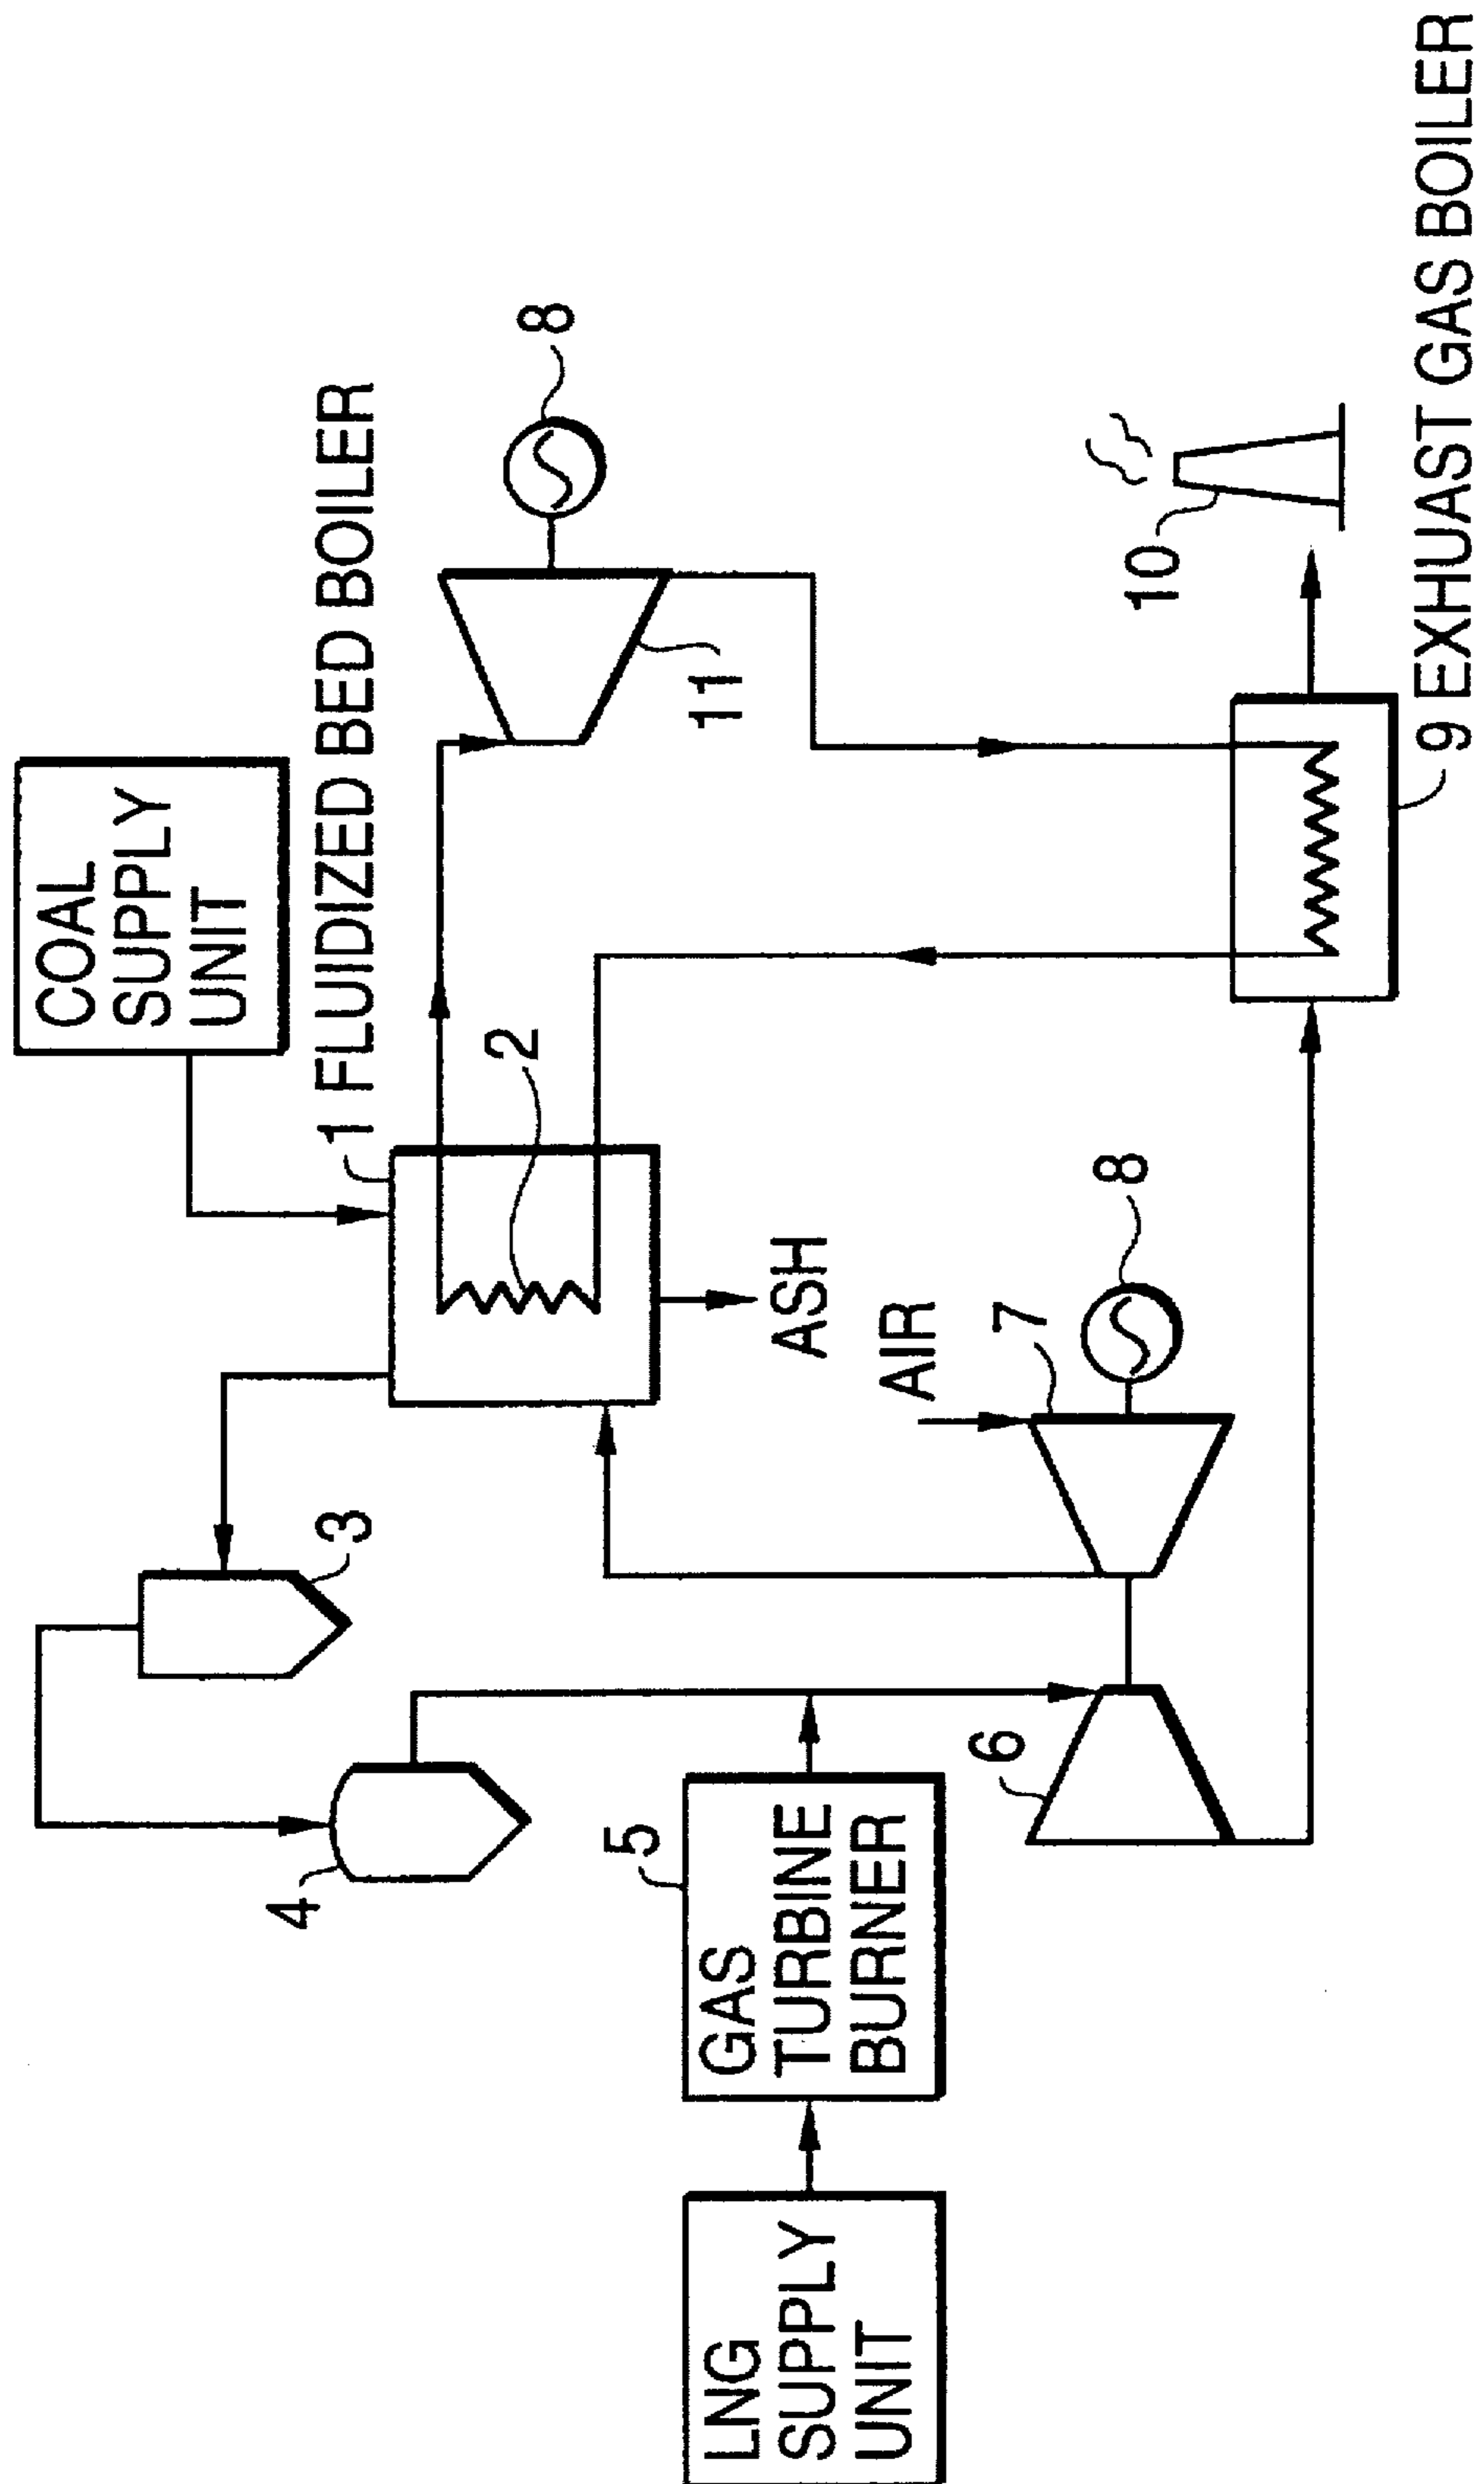 COAL
SUPPLY
UNIT
1 FLUIDIZED BED BOILER
2
3
4
ASH
8
11
AIR
7
8
6
5
GAS
TURBINE
BURNER
LNG
SUPPLY
UNIT
10
9 EXHUAST GAS BOILER